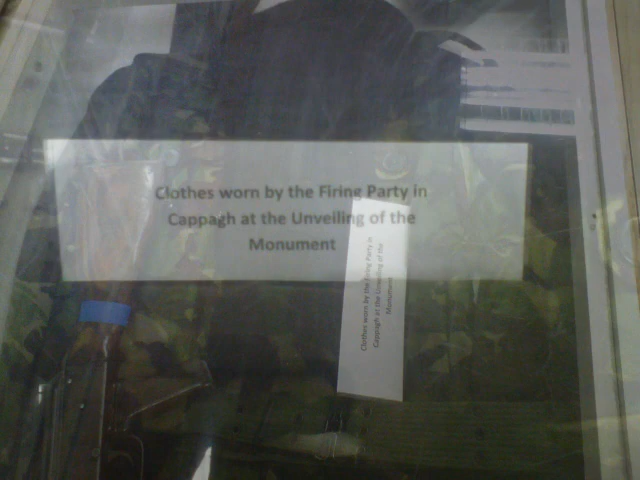 Clothes worn by the Firing Party in
Cappagh at the Unveiling of the
Monument
Clothes worn by the Firing Party in
Cappagh at the Unveiling of the
Monument